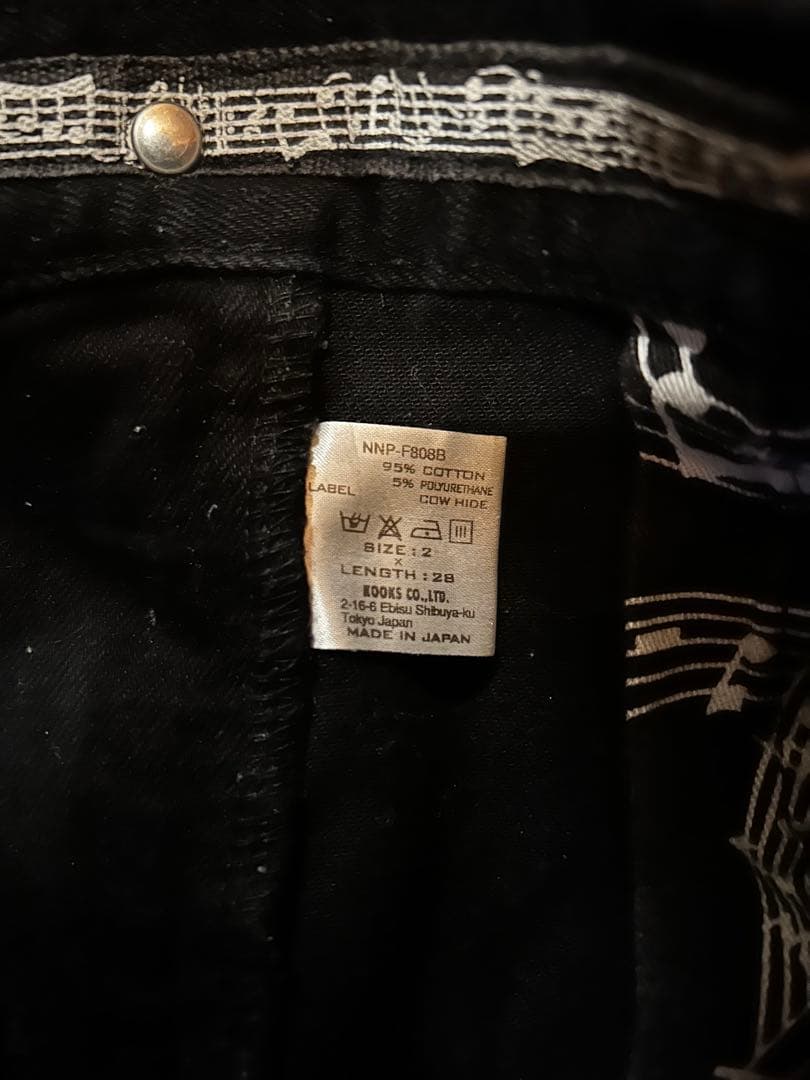 NNP-F808B
95% COTTON
5% POLYURETHANE
LABEL COW HIDE
SIZE : 2
x
LENGTH : 28
KOOKS CO.,LTD.
2-16-6 Ebisu Shibuya-ku
Tokyo Japan
MADE IN JAPAN